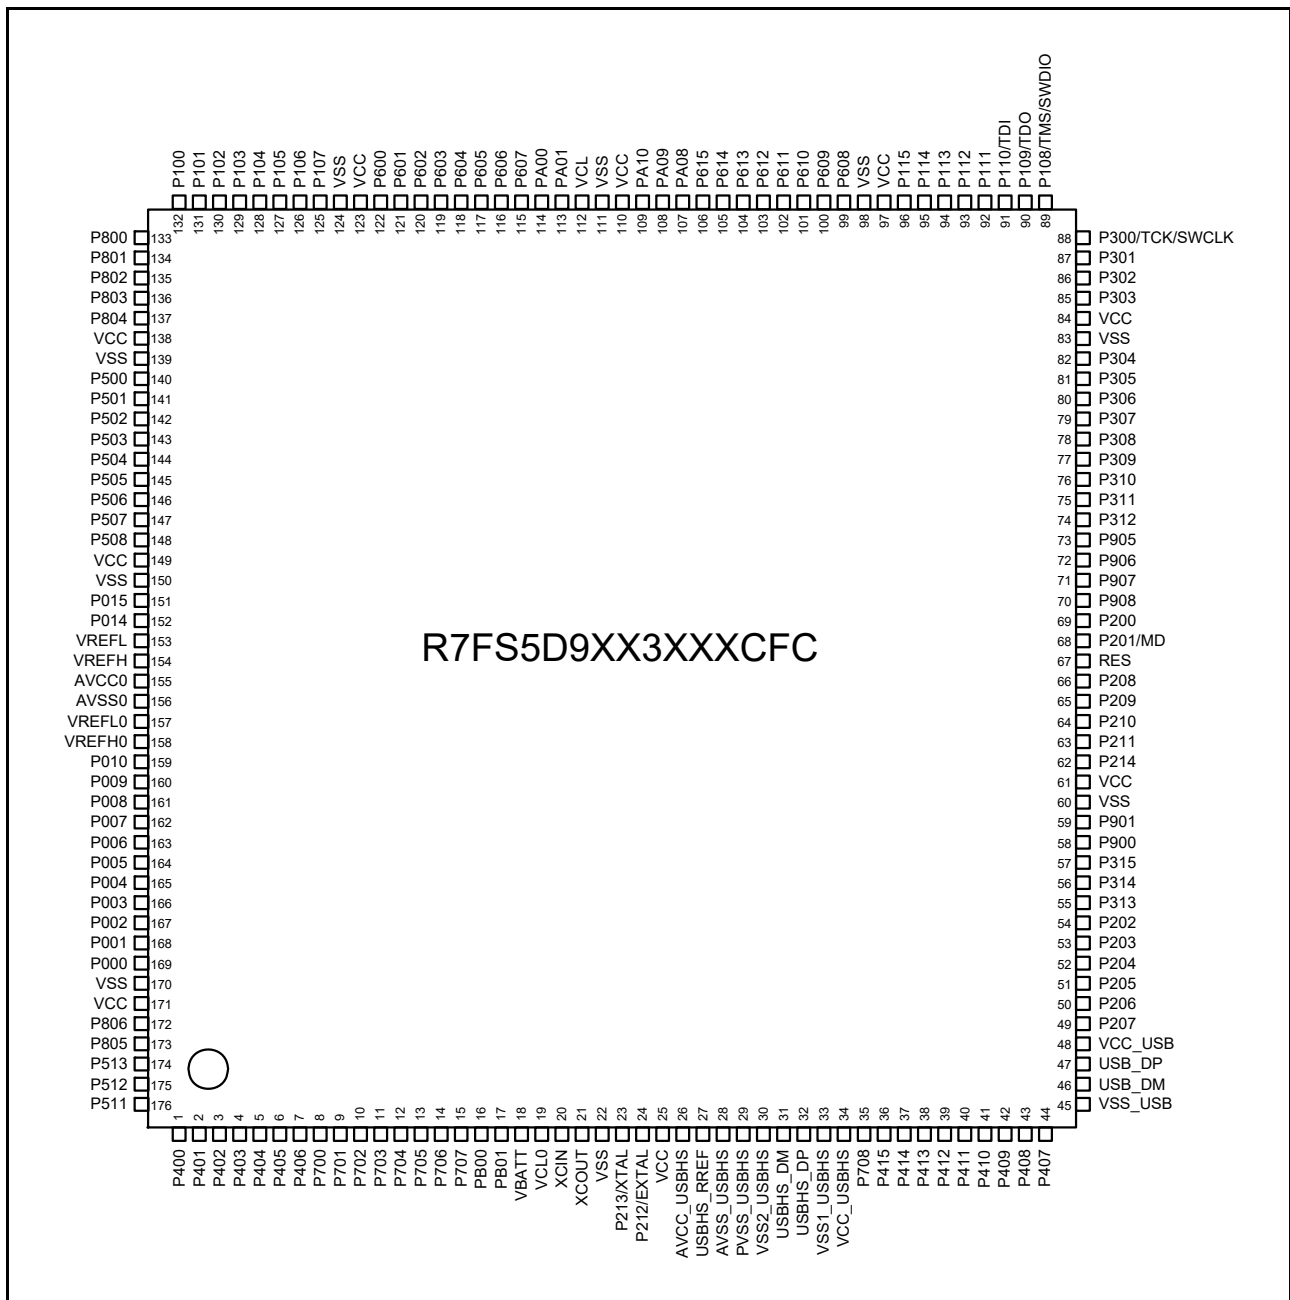 P100 P101 P102 P103 P104 P105 P106 P107 VSS VCC P600 P601 P602 P603 P604 P605 P606 P607 PA00 PA01 VCL VSS VCC PA10 PA09 PA08 P615 P614 P613 P612 P611 P610 P609 P608 VSS VCC P115 P114 P113 P112 P111 P110/TDI P109/TDO P108/TMS/SWDIO
132 131 130 129 128 127 126 125 124 123 122 121 120 119 118 117 116 115 114 113 112 111 110 109 108 107 106 105 104 103 102 101 100 99 98 97 96 95 94 93 92 91 90 89
P800 133 88 P300/TCK/SWCLK
P801 134 87 P301
P802 135 86 P302
P803 136 85 P303
P804 137 84 VCC
VCC 138 83 VSS
VSS 139 82 P304
P500 140 81 P305
P501 141 80 P306
P502 142 79 P307
P503 143 78 P308
P504 144 77 P309
P505 145 76 P310
P506 146 75 P311
P507 147 74 P312
P508 148 73 P905
VCC 149 72 P906
VSS 150 71 P907
P015 151 70 P908
P014 152 69 P200
VREFL 153 68 P201/MD
R7FS5D9XX3XXXCFC
VREFH 154 67 RES
AVCC0 155 66 P208
AVSS0 156 65 P209
VREFL0 157 64 P210
VREFH0 158 63 P211
P010 159 62 P214
P009 160 61 VCC
P008 161 60 VSS
P007 162 59 P901
P006 163 58 P900
P005 164 57 P315
P004 165 56 P314
P003 166 55 P313
P002 167 54 P202
P001 168 53 P203
P000 169 52 P204
VSS 170 51 P205
VCC 171 50 P206
P806 172 49 P207
P805 173 48 VCC_USB
P513 174 47 USB_DP
P512 175 46 USB_DM
P511 176 45 VSS_USB
1 2 3 4 5 6 7 8 9 10 11 12 13 14 15 16 17 18 19 20 21 22 23 24 25 26 27 28 29 30 31 32 33 34 35 36 37 38 39 40 41 42 43 44
P400 P401 P402 P403 P404 P405 P406 P700 P701 P702 P703 P704 P705 P706 P707 PB00 PB01 VBATT VCL0 XCIN XCOUT VSS P213/XTAL P212/EXTAL VCC AVCC_USBHS USBHS_RREF AVSS_USBHS PVSS_USBHS VSS2_USBHS USBHS_DM USBHS_DP VSS1_USBHS VCC_USBHS P708 P415 P414 P413 P412 P411 P410 P409 P408 P407